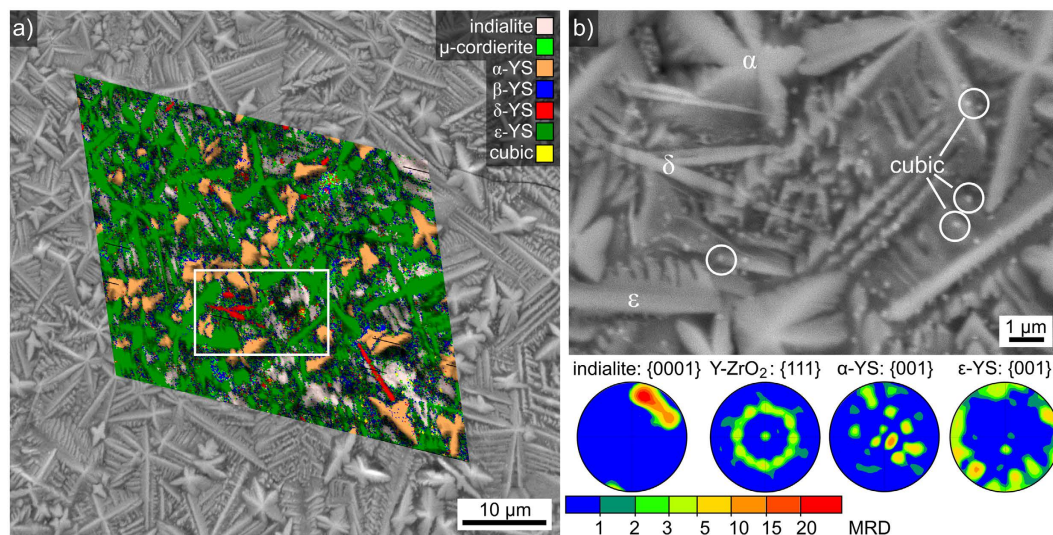 a)
indialite
μ-cordierite
α-YS
β-YS
δ-YS
ε-YS
cubic
10 μm
b)
α
δ
cubic
ε
1 μm
indialite: {0001} Y-ZrO₂: {111} α-YS: {001} ε-YS: {001}
1 2 3 5 10 15 20 MRD